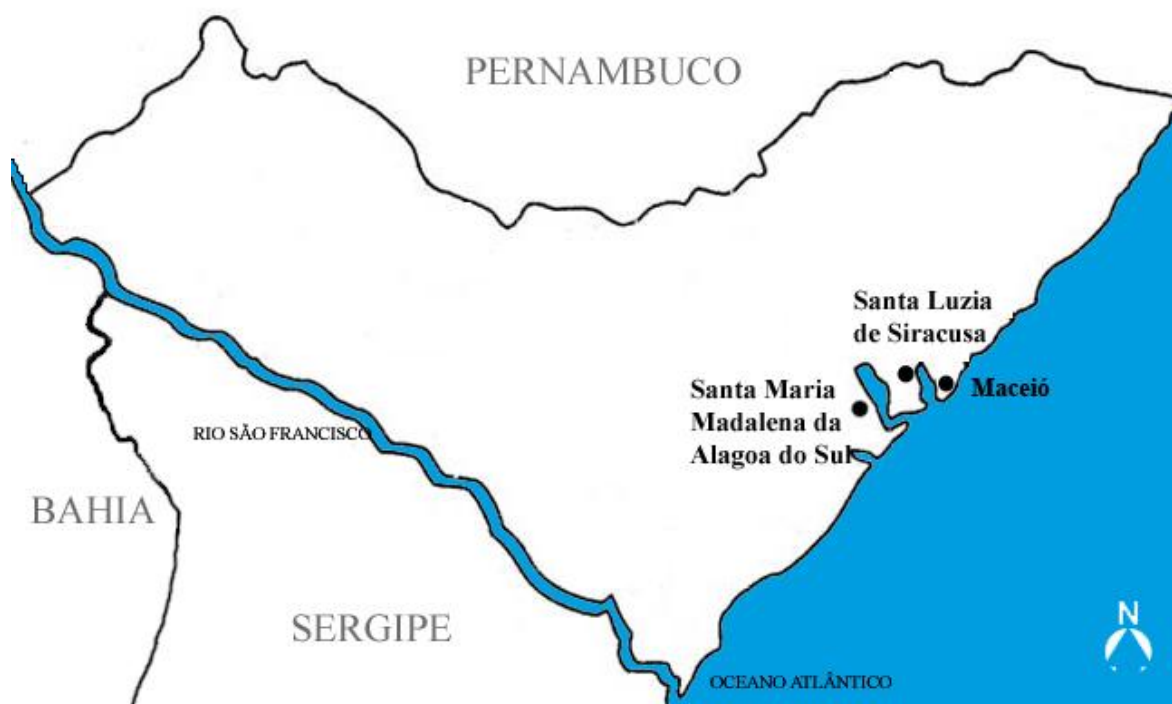 PERNAMBUCO
Santa Luzia
de Siracusa
Santa Maria
Madalena da
Alagoa do Sul
Maceió
RIO SÃO FRANCISCO
BAHIA
SERGIPE
OCEANO ATLÂNTICO
N